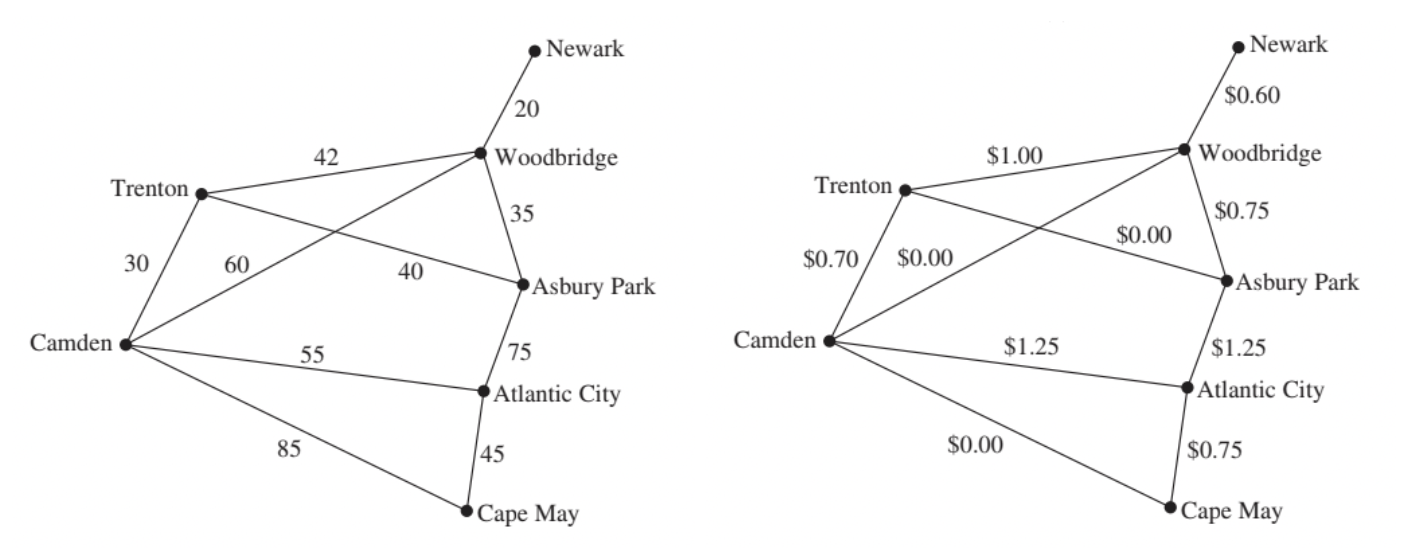 Newark
20
42
Woodbridge
Trenton
35
30
60
40
Asbury Park
Camden
55
75
Atlantic City
85
45
Cape May
Newark
$0.60
$1.00
Woodbridge
Trenton
$0.75
$0.00
$0.70
$0.00
Asbury Park
Camden
$1.25
$1.25
Atlantic City
$0.00
$0.75
Cape May